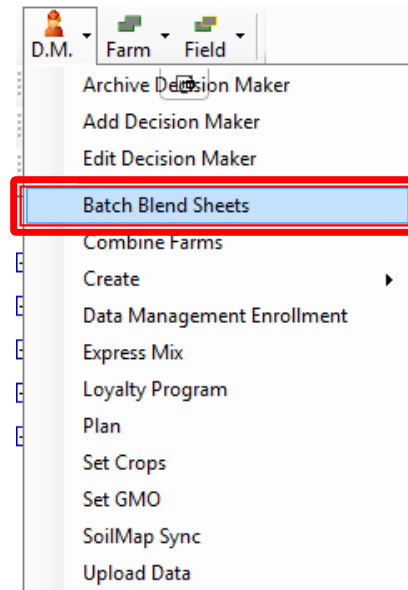 D.M. Farm Field
Archive Decision Maker
Add Decision Maker
Edit Decision Maker
Batch Blend Sheets
Combine Farms
Create
Data Management Enrollment
Express Mix
Loyalty Program
Plan
Set Crops
Set GMO
SoilMap Sync
Upload Data